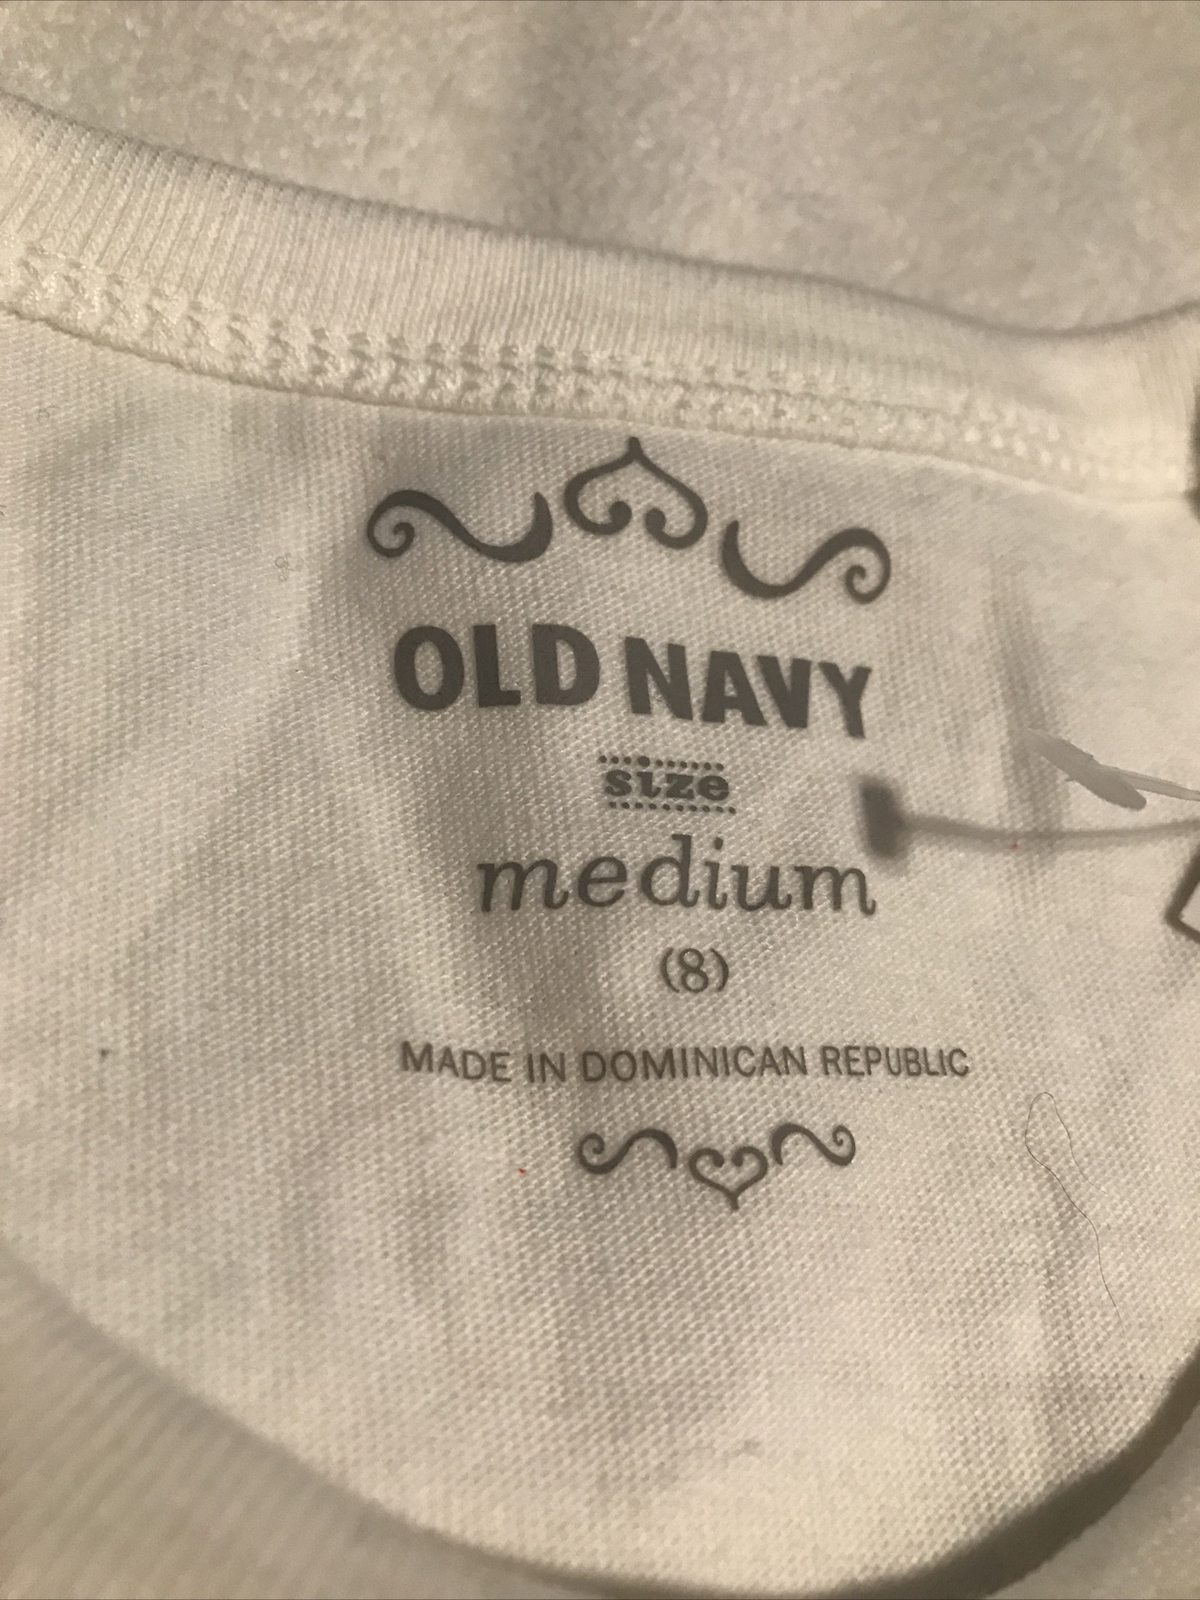 OLD NAVY
size
medium
(8)
MADE IN DOMINICAN REPUBLIC